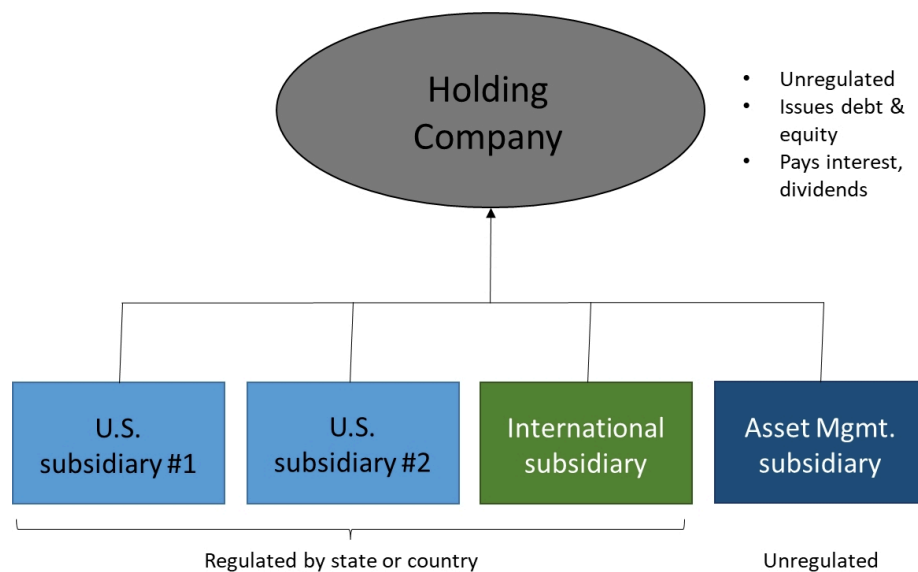 Holding
Company
• Unregulated
• Issues debt &
equity
• Pays interest,
dividends
U.S.
subsidiary #1
U.S.
subsidiary #2
International
subsidiary
Asset Mgmt.
subsidiary
Regulated by state or country
Unregulated